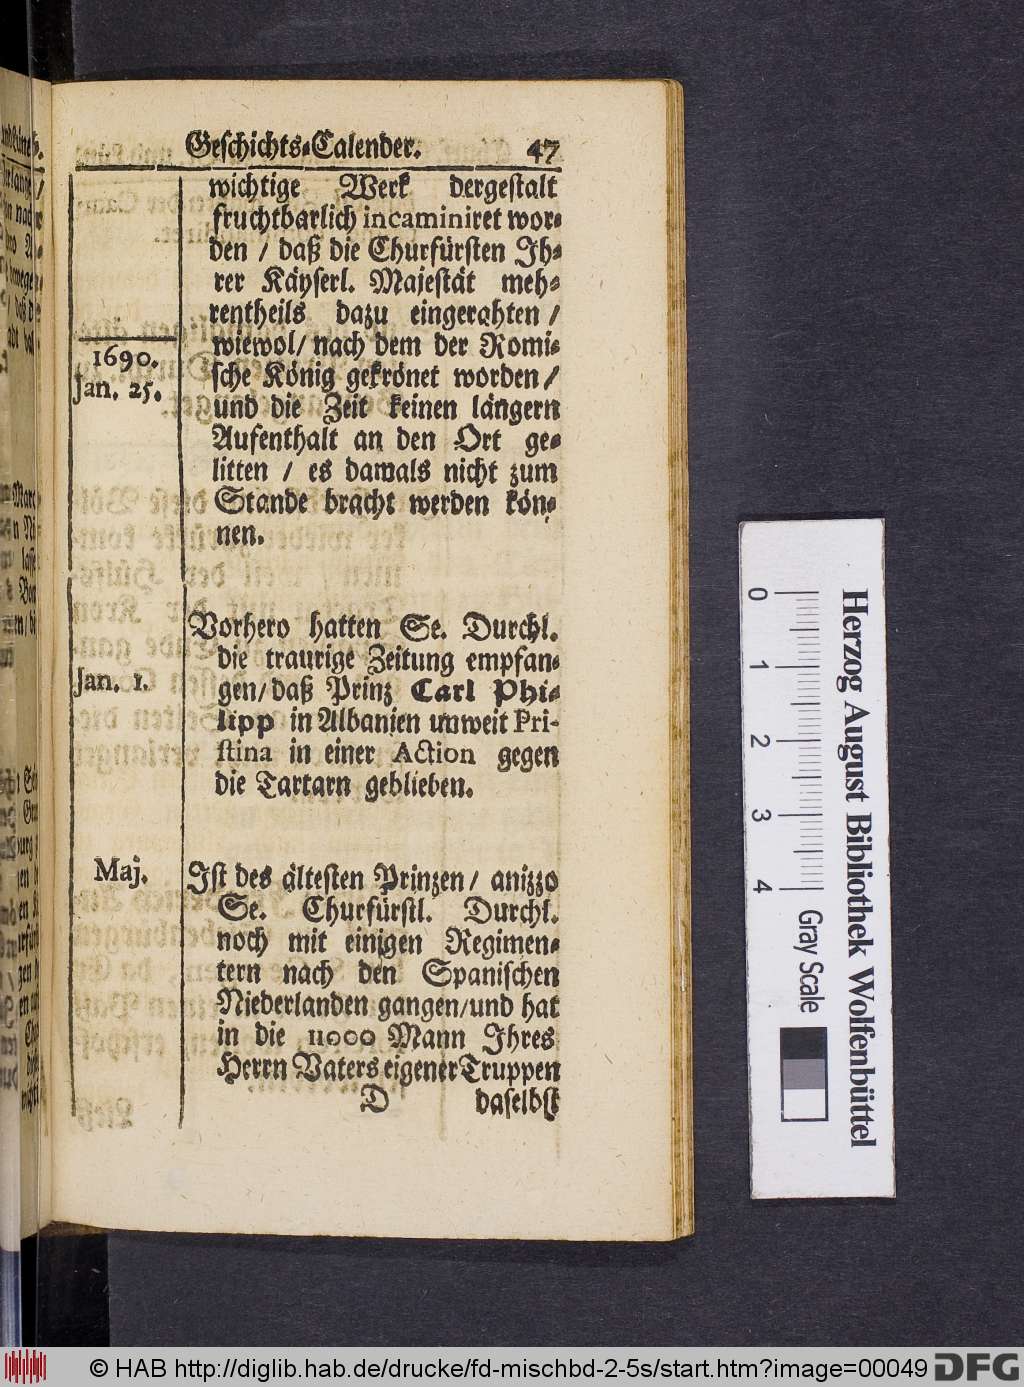 Geschichts-Calender. 47
wichtige Werk dergestalt
fruchtbarlich incaminiret wor-
den / daß die Churfürsten Ih-
rer Käyserl. Majestät meh-
rentheils dazu eingerahten /
1690.
Jan. 25.
wiewol / nach dem der Romi-
sche König gekrönet worden /
und die Zeit keinen längern
Aufenthalt an den Ort ge-
litten / es damals nicht zum
Stande bracht werden kön-
nen.
Jan. 1.
Vorhero hatten Se. Durchl.
die traurige Zeitung empfan-
gen / daß Prinz Carl Phi-
lipp in Albanien unweit Pri-
stina in einer Action gegen
die Tartarn geblieben.
Maj.
Ist des ältesten Prinzen / anizzo
Se. Churfürstl. Durchl.
noch mit einigen Regimen-
tern nach den Spanischen
Niederlanden gangen / und hat
in die 11000 Mann Ihres
Herrn Vaters eigener Truppen
D daselbst
Herzog August Bibliothek Wolfenbüttel
0 1 2 3 4
Gray Scale
© HAB http://diglib.hab.de/drucke/fd-mischbd-2-5s/start.htm?image=00049
DFG